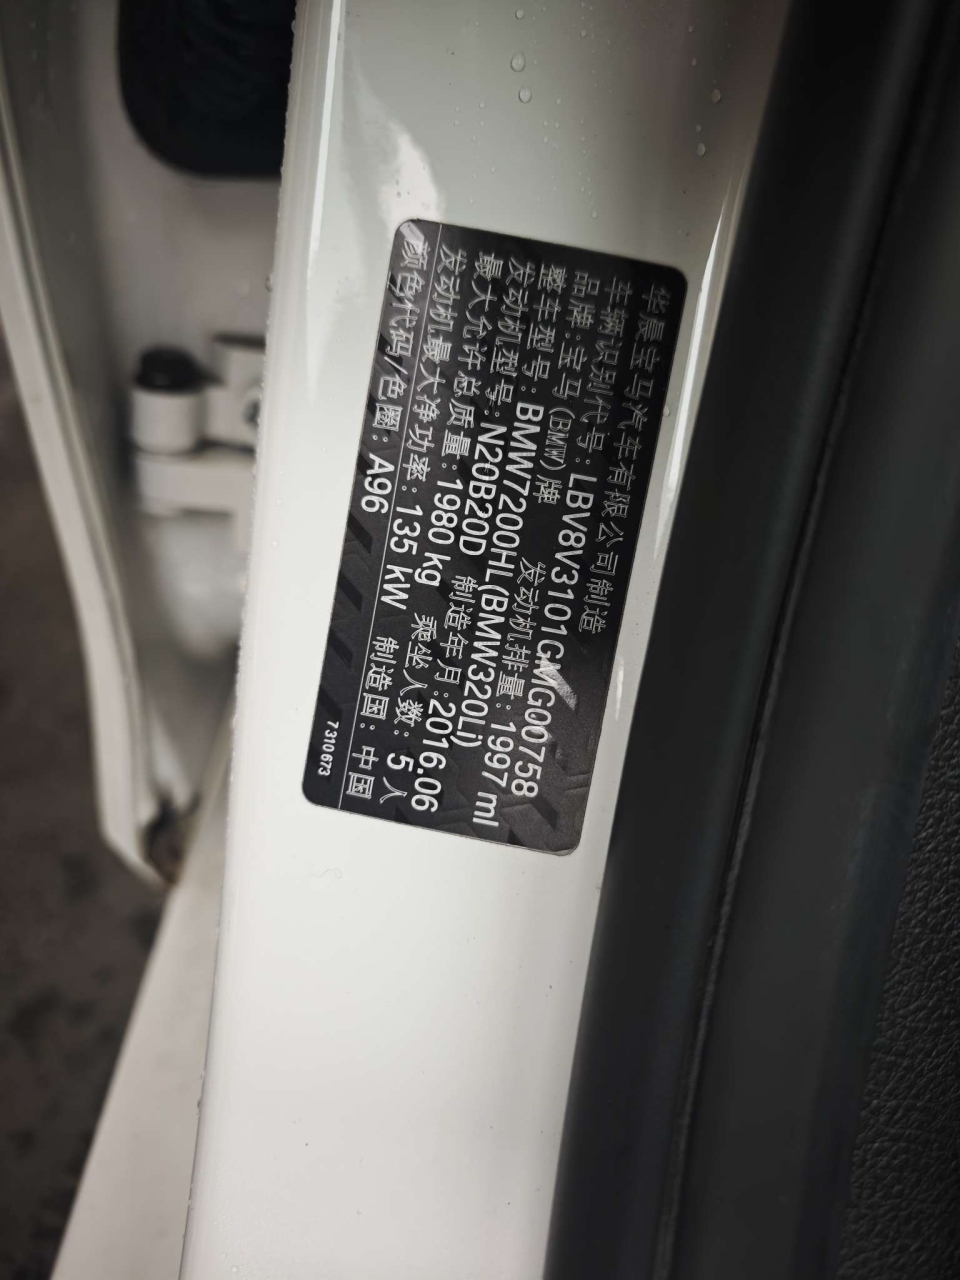 华晨宝马汽车有限公司制造
车辆识别代号：LBV8V3101GMG00758
品牌：宝马（BMW）牌 发动机排量：1997 ml
整车型号：BMW7200HL(BMW320Li)
发动机型号：N20B20D 制造年月：2016.06
最大允许总质量：1980 kg 乘坐人数：5 人
发动机最大净功率：135 kW 制造国：中国
颜色代码/色圈：A96
7310673